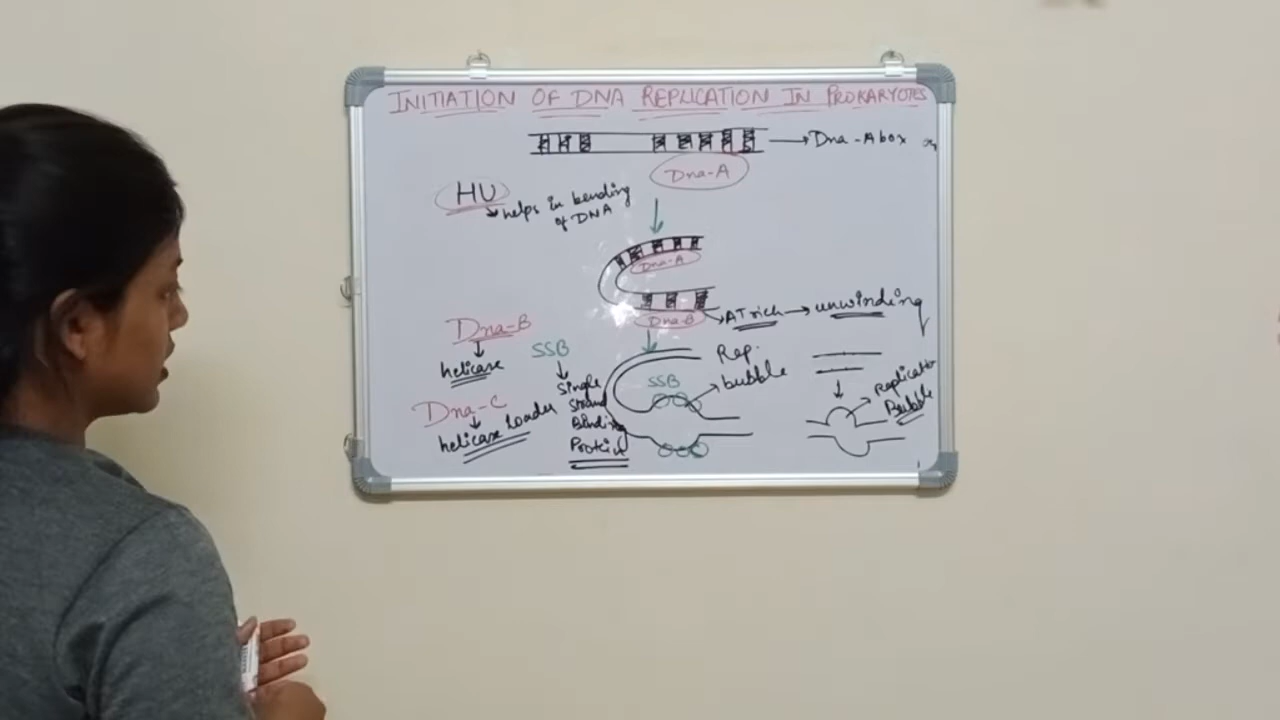 INITIATION OF DNA REPLICATION IN PROKARYOTES
Dna-A box
Dna-A
HU
helps in bending
of DNA
Dna-A
Dna-B
AT rich → unwinding
Dna-B
helicase
Dna-C
helicase loader
SSB
Single
Strand
Binding
Protein
SSB
Rep.
bubble
Replication
Bubble